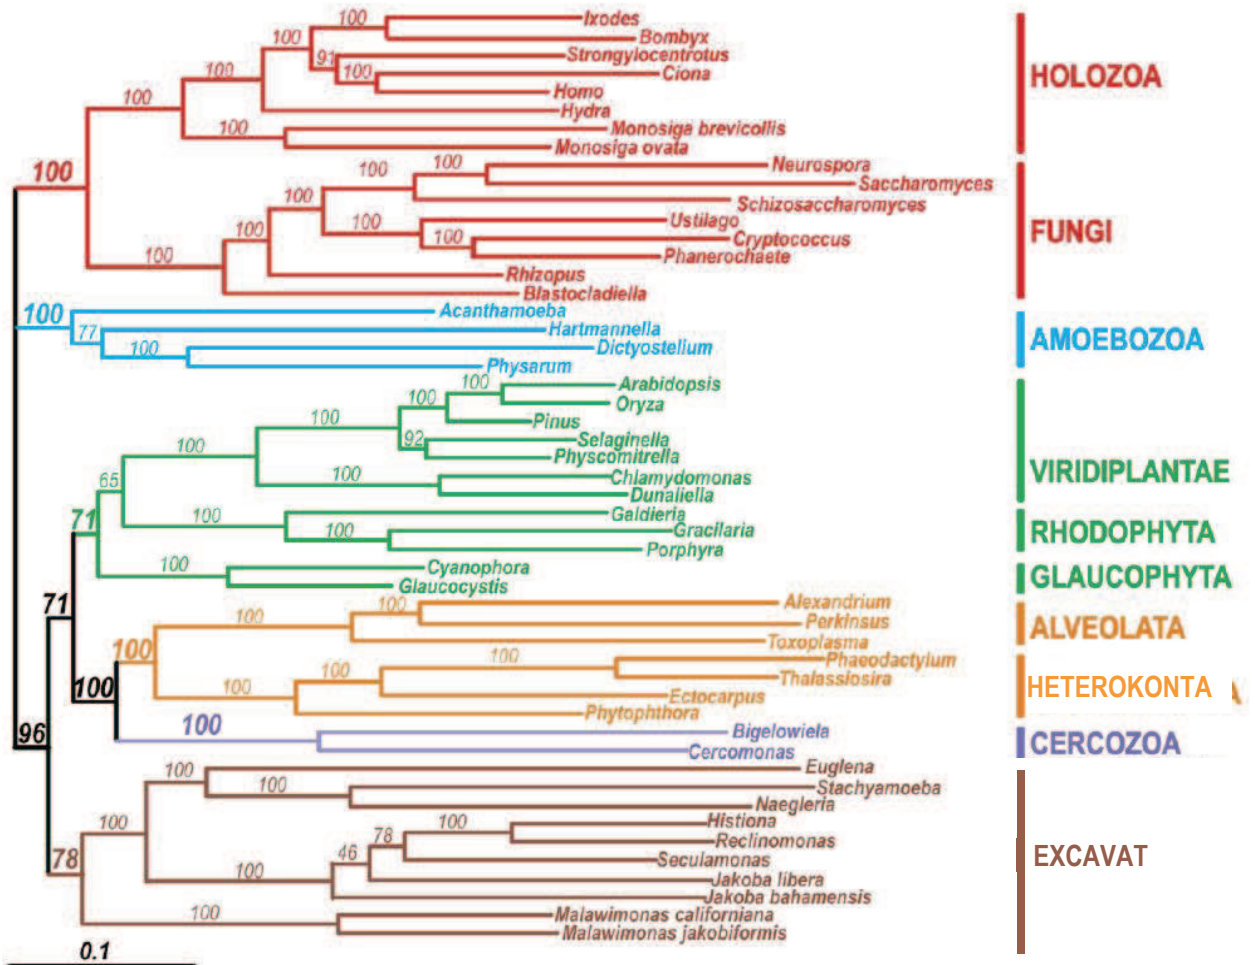 100 Ixodes
100 Bombyx
91 Strongylocentrotus
100 100 Ciona
HOLOZOA
100 Homo
Hydra
100 Monosiga brevicollis
Monosiga ovata
100 100 100 Neurospora
Saccharomyces
100 Schizosaccharomyces
100 Ustilago
FUNGI
100 100 Cryptococcus
100 Phanerochaete
Rhizopus
Blastocladiella
100 Acanthamoeba
77 Hartmannella
AMOEBOZOA
100 Dictyostelium
Physarum
100 Arabidopsis
100 Oryza
100 Pinus
92 Selaginella
100 Physcomitrella
VIRIDIPLANTAE
65 100 Chlamydomonas
Dunaliella
71 100 Galdieria
100 Gracilaria
RHODOPHYTA
Porphyra
100 Cyanophora
GLAUCOPHYTA
Glaucocystis
71 100 Alexandrium
100 Perkinsus
ALVEOLATA
100 Toxoplasma
100 Phaeodactylum
100 Thalassiosira
HETEROKONTA A
100 100 Ectocarpus
Phytophthora
96 100 Bigelowiela
CERCOZOA
Cercomonas
100 Euglena
100 Stachyamoeba
Naegleria
100 100 Histiona
78 Reclinomonas
78 46 Seculamonas
EXCAVAT
100 Jakoba libera
Jakoba bahamensis
100 Malawimonas californiana
Malawimonas jakobiformis
0.1